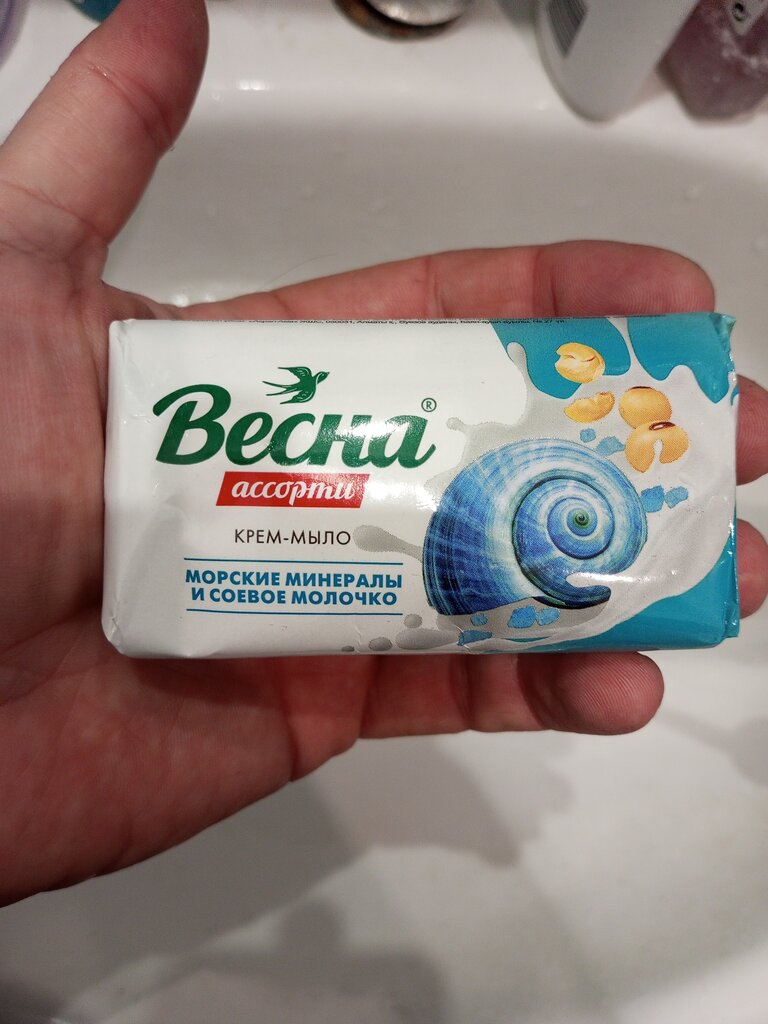 Весна®
ассорти
КРЕМ-МЫЛО
МОРСКИЕ МИНЕРАЛЫ
И СОЕВОЕ МОЛОЧКО